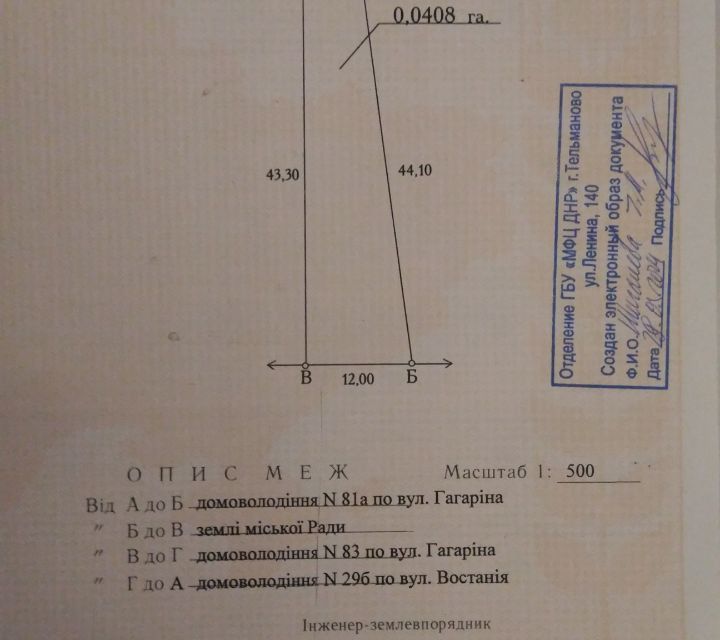 0,0408 га.
43,30
44,10
В
12,00
Б
Отделение ГБУ «МФЦ ДНР» г.Тельманово
ул.Ленина, 140
Создан электронный образ документа
Ф.И.О.
Дата Подпись
О П И С М Е Ж Масштаб 1: 500
Від А до Б домоволодіння N 81а по вул. Гагаріна
" Б до В землі міської Ради
" В до Г домоволодіння N 83 по вул. Гагаріна
" Г до А домоволодіння N 29б по вул. Востанія
Інженер-землевпорядник